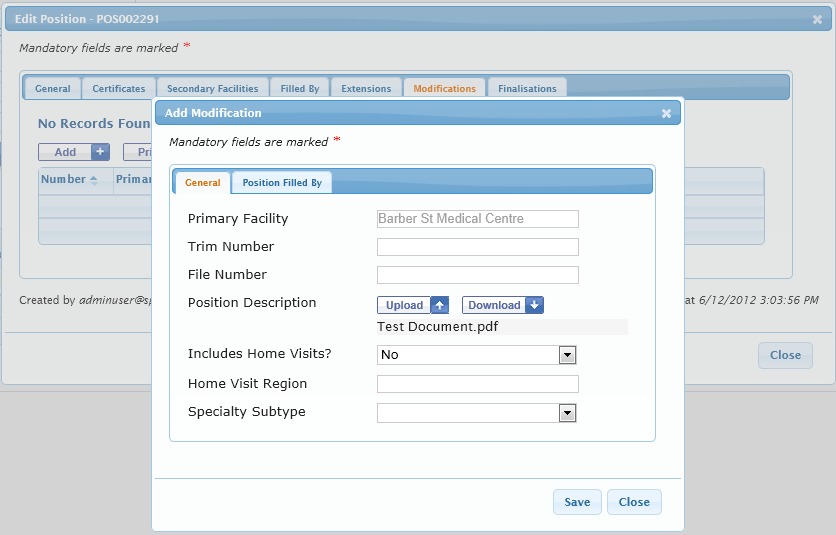 Edit Position - POS002291
Mandatory fields are marked *
General Certificates Secondary Facilities Filled By Extensions Modifications Finalisations
Add Modification
No Records Foun
Mandatory fields are marked *
Add + Pri
Number Primar
General Position Filled By
Primary Facility Barber St Medical Centre
Trim Number
File Number
Position Description Upload Download
Test Document.pdf
Created by adminuser@sp
at 6/12/2012 3:03:56 PM
Includes Home Visits? No
Close
Home Visit Region
Specialty Subtype
Save Close